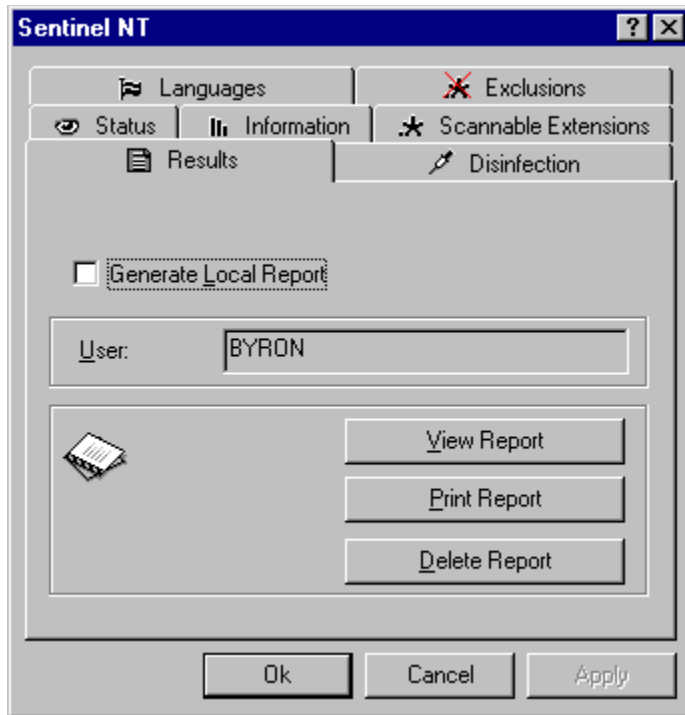 Sentinel NT
Languages Exclusions
Status Information Scannable Extensions
Results Disinfection
Generate Local Report
User: BYRON
View Report
Print Report
Delete Report
Ok Cancel Apply